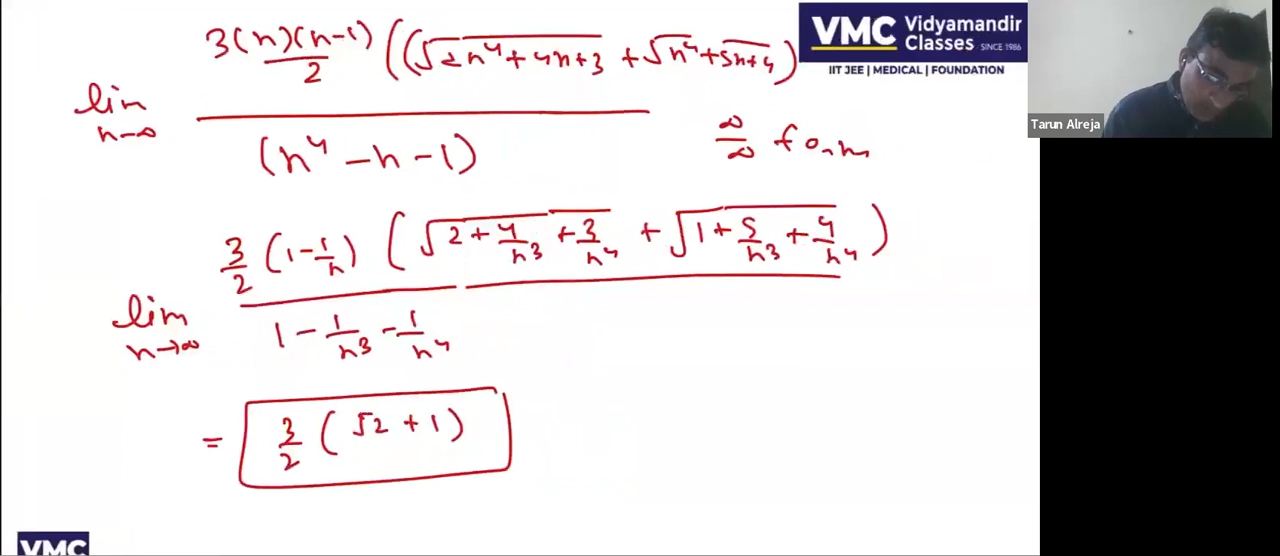 VMC Vidyamandir Classes SINCE 1986
IIT JEE | MEDICAL | FOUNDATION
Tarun Alreja
lim n→∞ 3(n)(n-1)/2 ((√(2n⁴+4n+3) + √(n⁴+5n+4)) / (n⁴-n-1)
∞/∞ form
lim n→∞ 3/2 (1-1/n) (√(2+4/n³+3/n⁴) + √(1+5/n³+4/n⁴)) / 1-1/n³-1/n⁴
= 3/2 (√2+1)
VMC